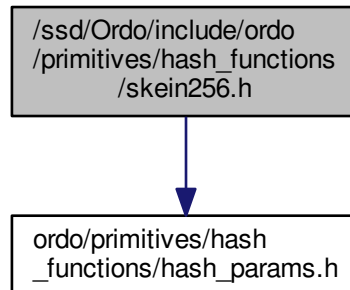 /ssd/Ordo/include/ordo
/primitives/hash_functions
/skein256.h
ordo/primitives/hash
_functions/hash_params.h